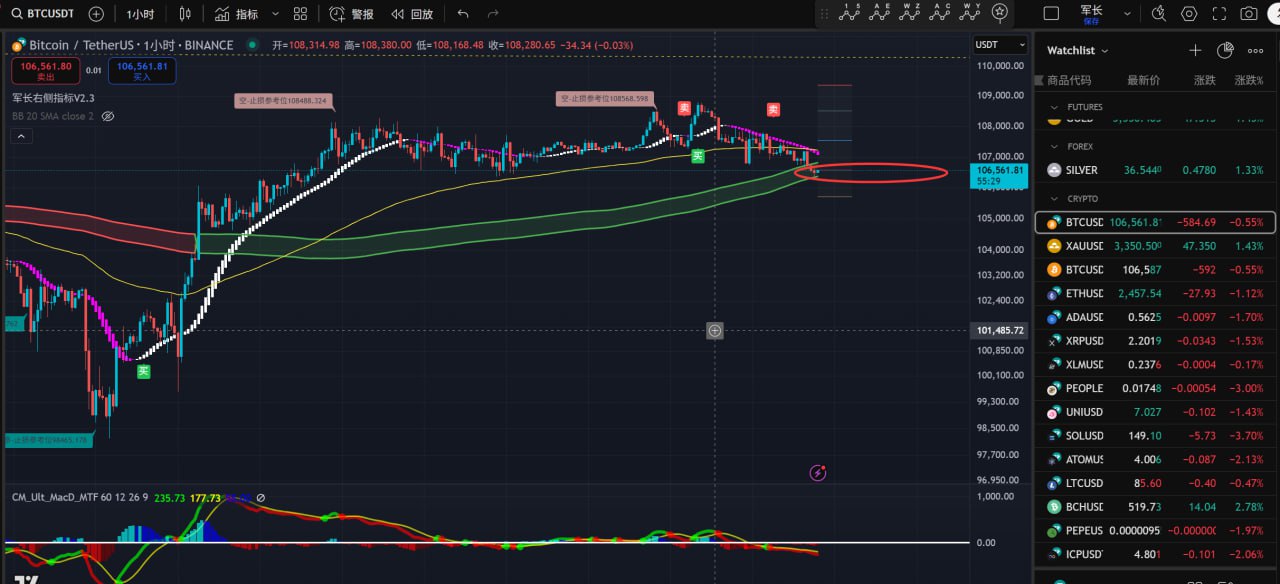 BTCUSDT 1小时 指标 警报 回放 军长 保存
Bitcoin / TetherUS · 1小时 · BINANCE 开=108,314.98 高=108,380.00 低=108,168.48 收=108,280.65 −34.34 (−0.03%)
106,561.80 卖出 0.01 106,561.81 买入
军长右侧指标V2.3
BB 20 SMA close 2
空-止损参考位108488.324
空-止损参考位108568.598
卖
卖
买
买
止损参考位98465.178
USDT
110,000.00
109,000.00
108,000.00
107,000.00
106,561.81
55:29
105,000.00
104,000.00
103,200.00
102,400.00
101,485.72
100,850.00
100,100.00
99,300.00
98,500.00
97,700.00
96,950.00
CM_Ult_MacD_MTF 60 12 26 9 235.73 177.73
1,000.00
0.00
Watchlist
商品代码 最新价 涨跌 涨跌%
FUTURES
FOREX
SILVER 36.5440 0.4780 1.33%
CRYPTO
BTCUSD 106,561.81 −584.69 −0.55%
XAUUSD 3,350.500 47.350 1.43%
BTCUSD 106,587 −592 −0.55%
ETHUSD 2,457.54 −27.93 −1.12%
ADAUSD 0.5625 −0.0097 −1.70%
XRPUSD 2.2019 −0.0343 −1.53%
XLMUSD 0.2376 −0.0004 −0.17%
PEOPLE 0.01748 −0.00054 −3.00%
UNIUSD 7.027 −0.102 −1.43%
SOLUSD 149.10 −5.73 −3.70%
ATOMUS 4.006 −0.087 −2.13%
LTCUSD 85.60 −0.40 −0.47%
BCHUSD 519.73 14.04 2.78%
PEPEUS 0.0000095 −0.00000 −1.97%
ICPUSD 4.801 −0.101 −2.06%